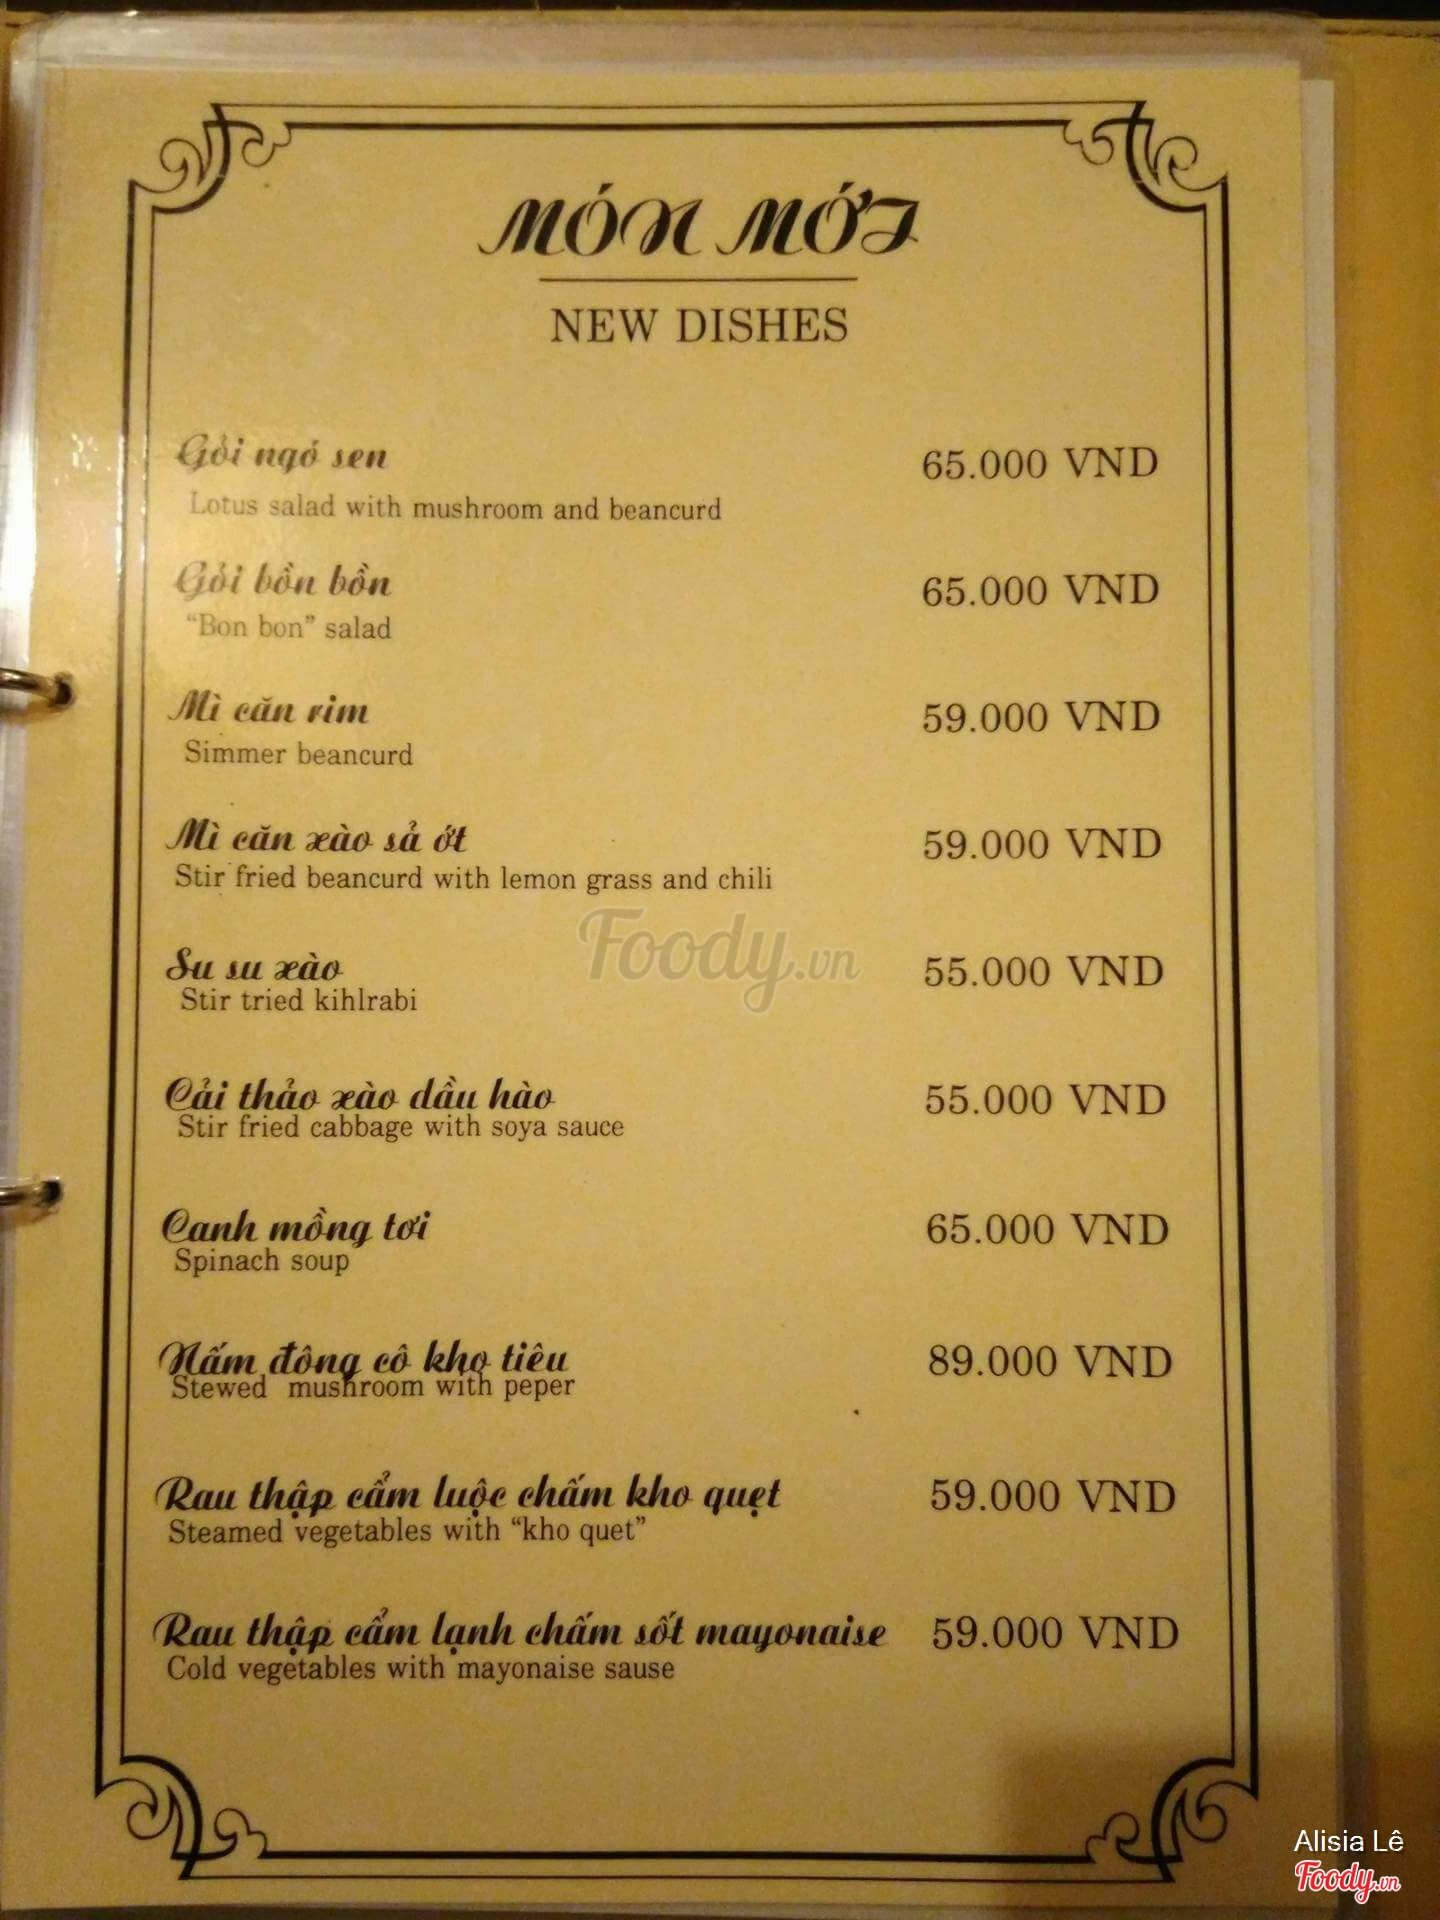 MÓN MỚI
NEW DISHES
Gỏi ngó sen 65.000 VND
Lotus salad with mushroom and beancurd
Gỏi bồn bồn 65.000 VND
“Bon bon” salad
Mì căn rim 59.000 VND
Simmer beancurd
Mì căn xào sả ớt 59.000 VND
Stir fried beancurd with lemon grass and chili
Foody.vn
Su su xào 55.000 VND
Stir tried kihlrabi
Cải thảo xào dầu hào 55.000 VND
Stir fried cabbage with soya sauce
Canh mồng tơi 65.000 VND
Spinach soup
Nấm đông cô kho tiêu 89.000 VND
Stewed mushroom with peper
Rau thập cẩm luộc chấm kho quẹt 59.000 VND
Steamed vegetables with “kho quet”
Rau thập cẩm lạnh chấm sốt mayonaise 59.000 VND
Cold vegetables with mayonaise sause
Alisia Lê
Foody.vn